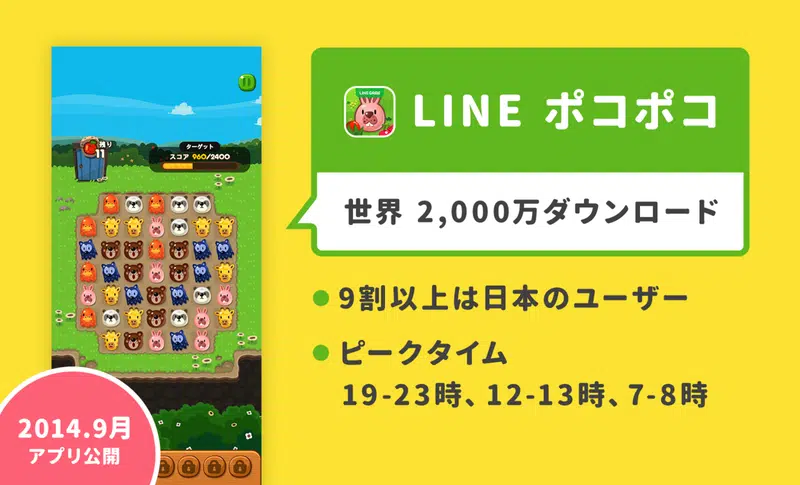 残り
11
ターゲット
スコア 960/2400
LINE ポコポコ
世界 2,000万ダウンロード
9割以上は日本のユーザー
ピークタイム
19-23時、12-13時、7-8時
2014.9月
アプリ公開